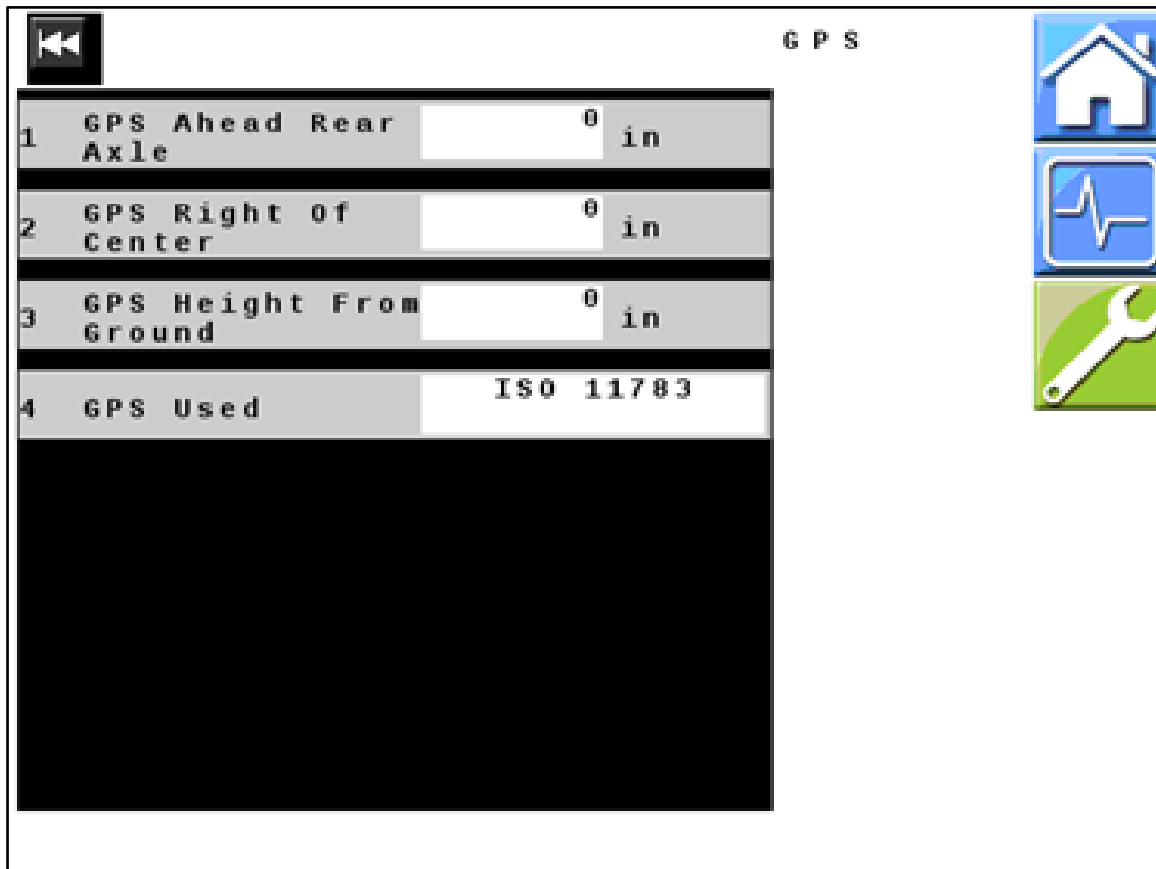 GPS
1 GPS Ahead Rear Axle 0 in
2 GPS Right Of Center 0 in
3 GPS Height From Ground 0 in
4 GPS Used ISO 11783